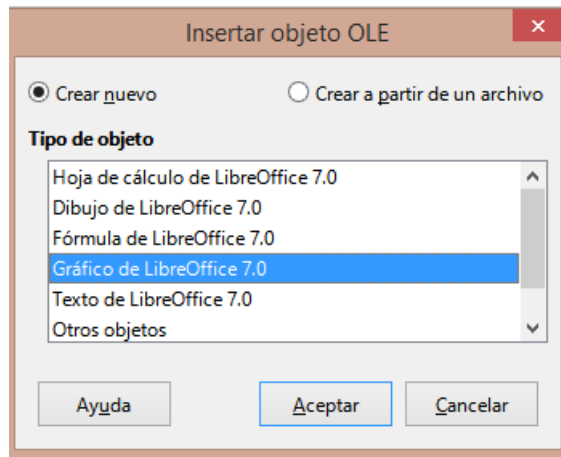 Insertar objeto OLE
Crear nuevo
Crear a partir de un archivo
Tipo de objeto
Hoja de cálculo de LibreOffice 7.0
Dibujo de LibreOffice 7.0
Fórmula de LibreOffice 7.0
Gráfico de LibreOffice 7.0
Texto de LibreOffice 7.0
Otros objetos
Ayuda
Aceptar
Cancelar